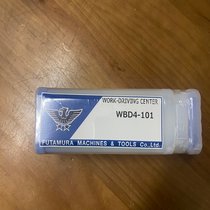 WORK-DRIVING CENTER
WBD4-101
FUTAMURA MACHINES & TOOLS Co.,Ltd.